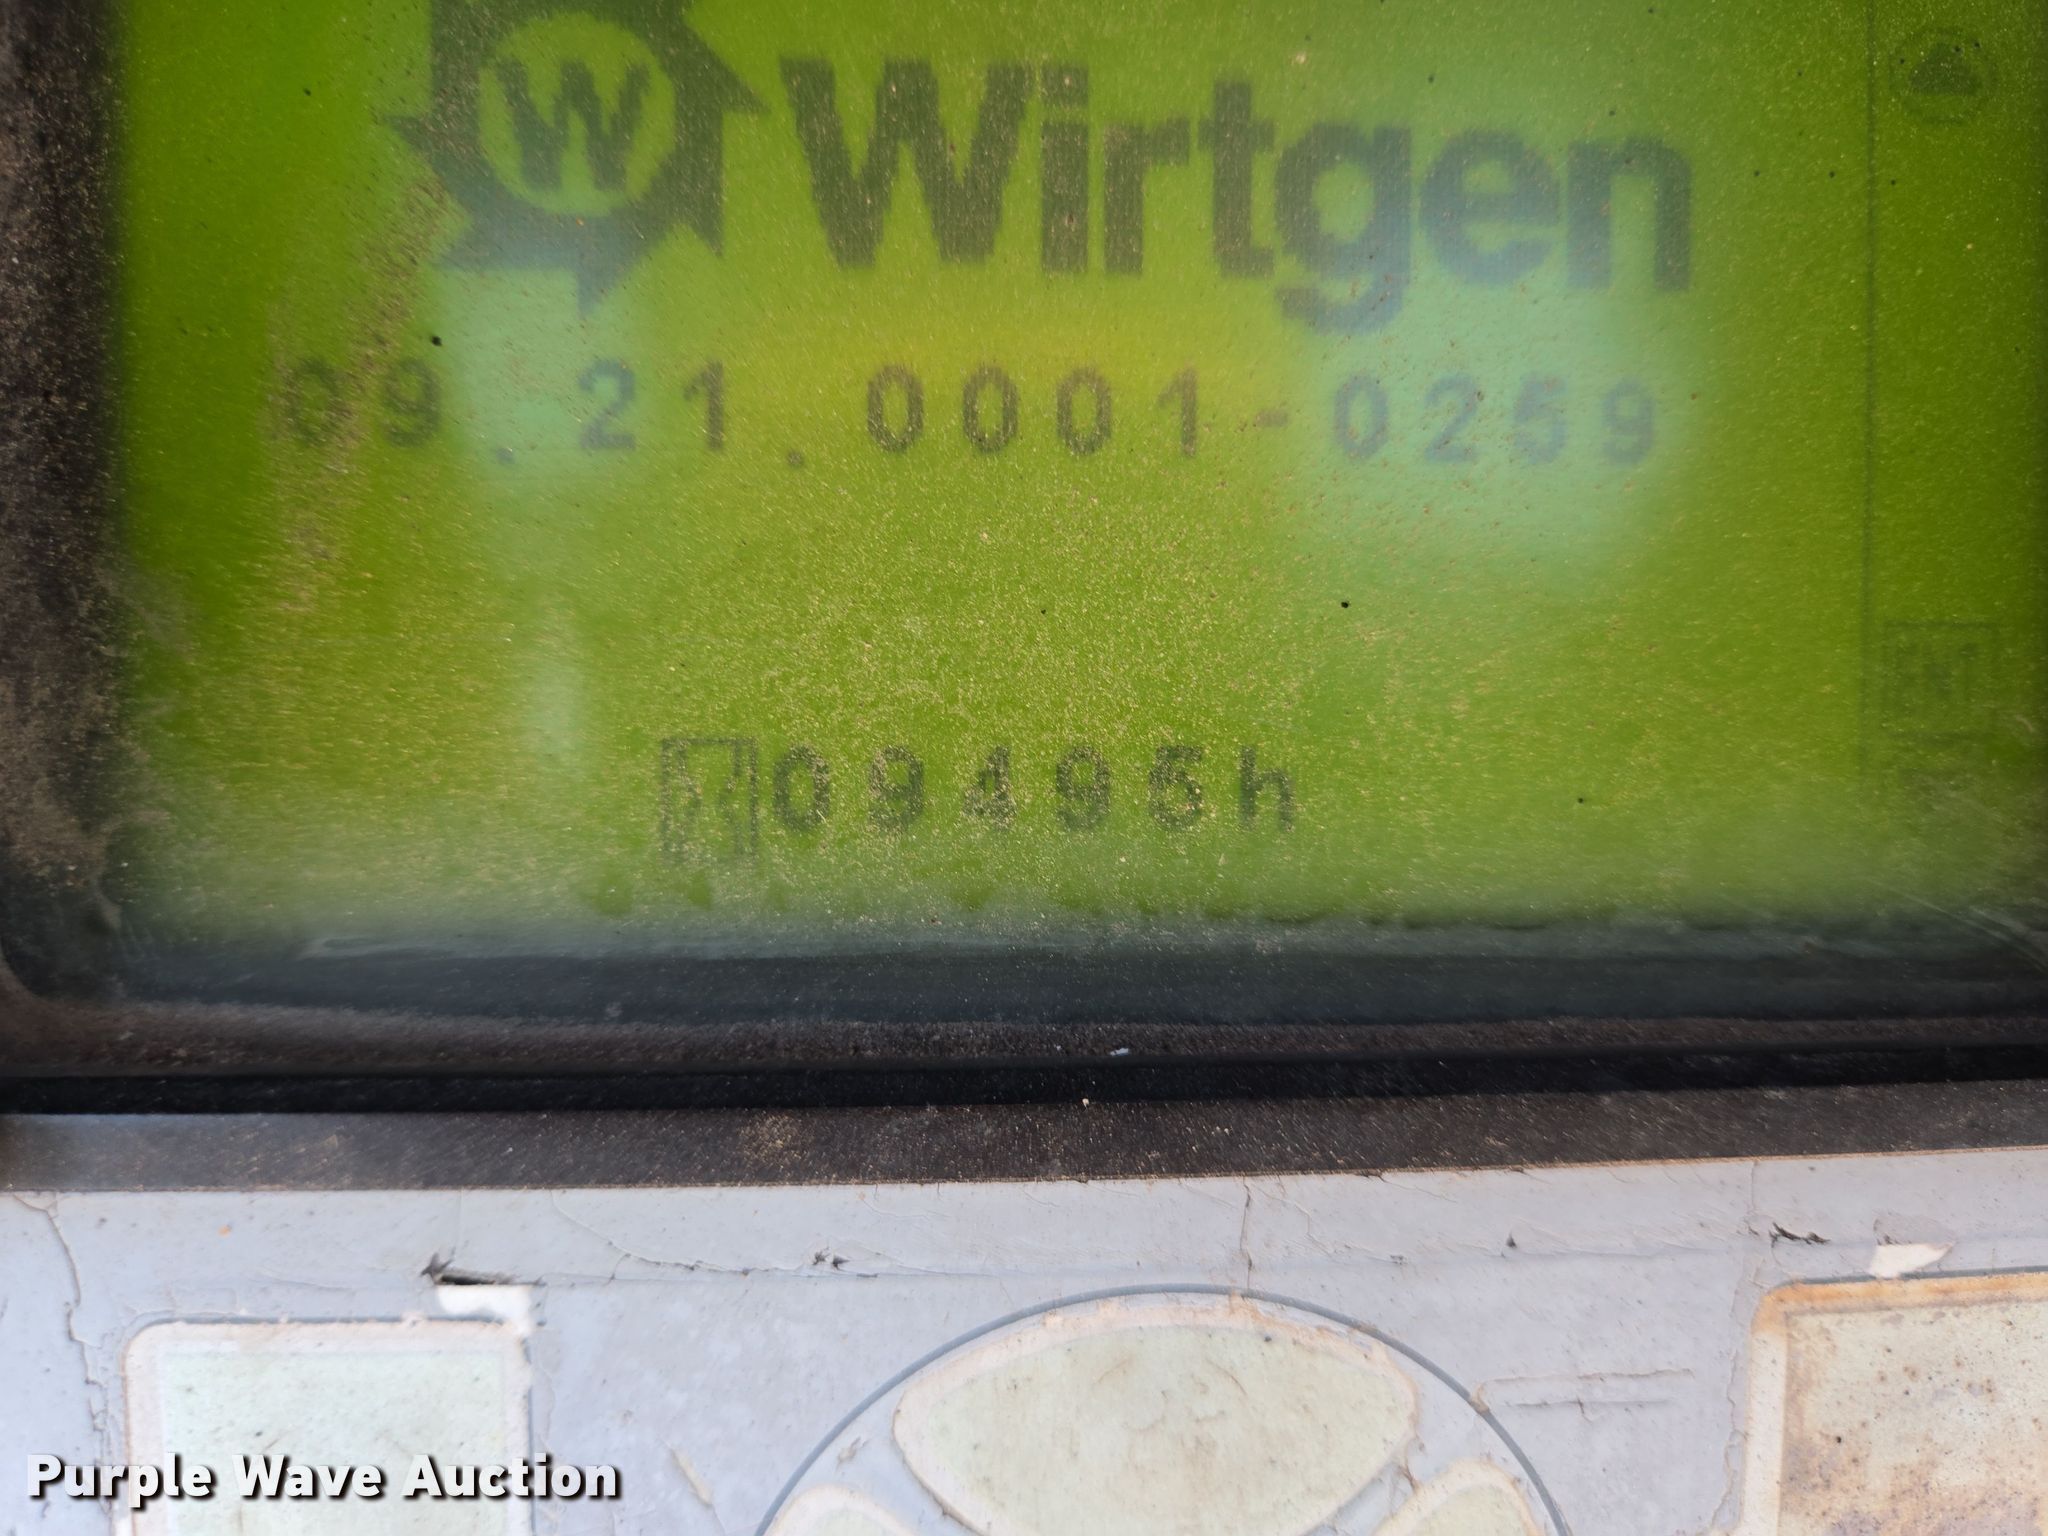 W Wirtgen
09.21.0001-0259
09495h
Purple Wave Auction